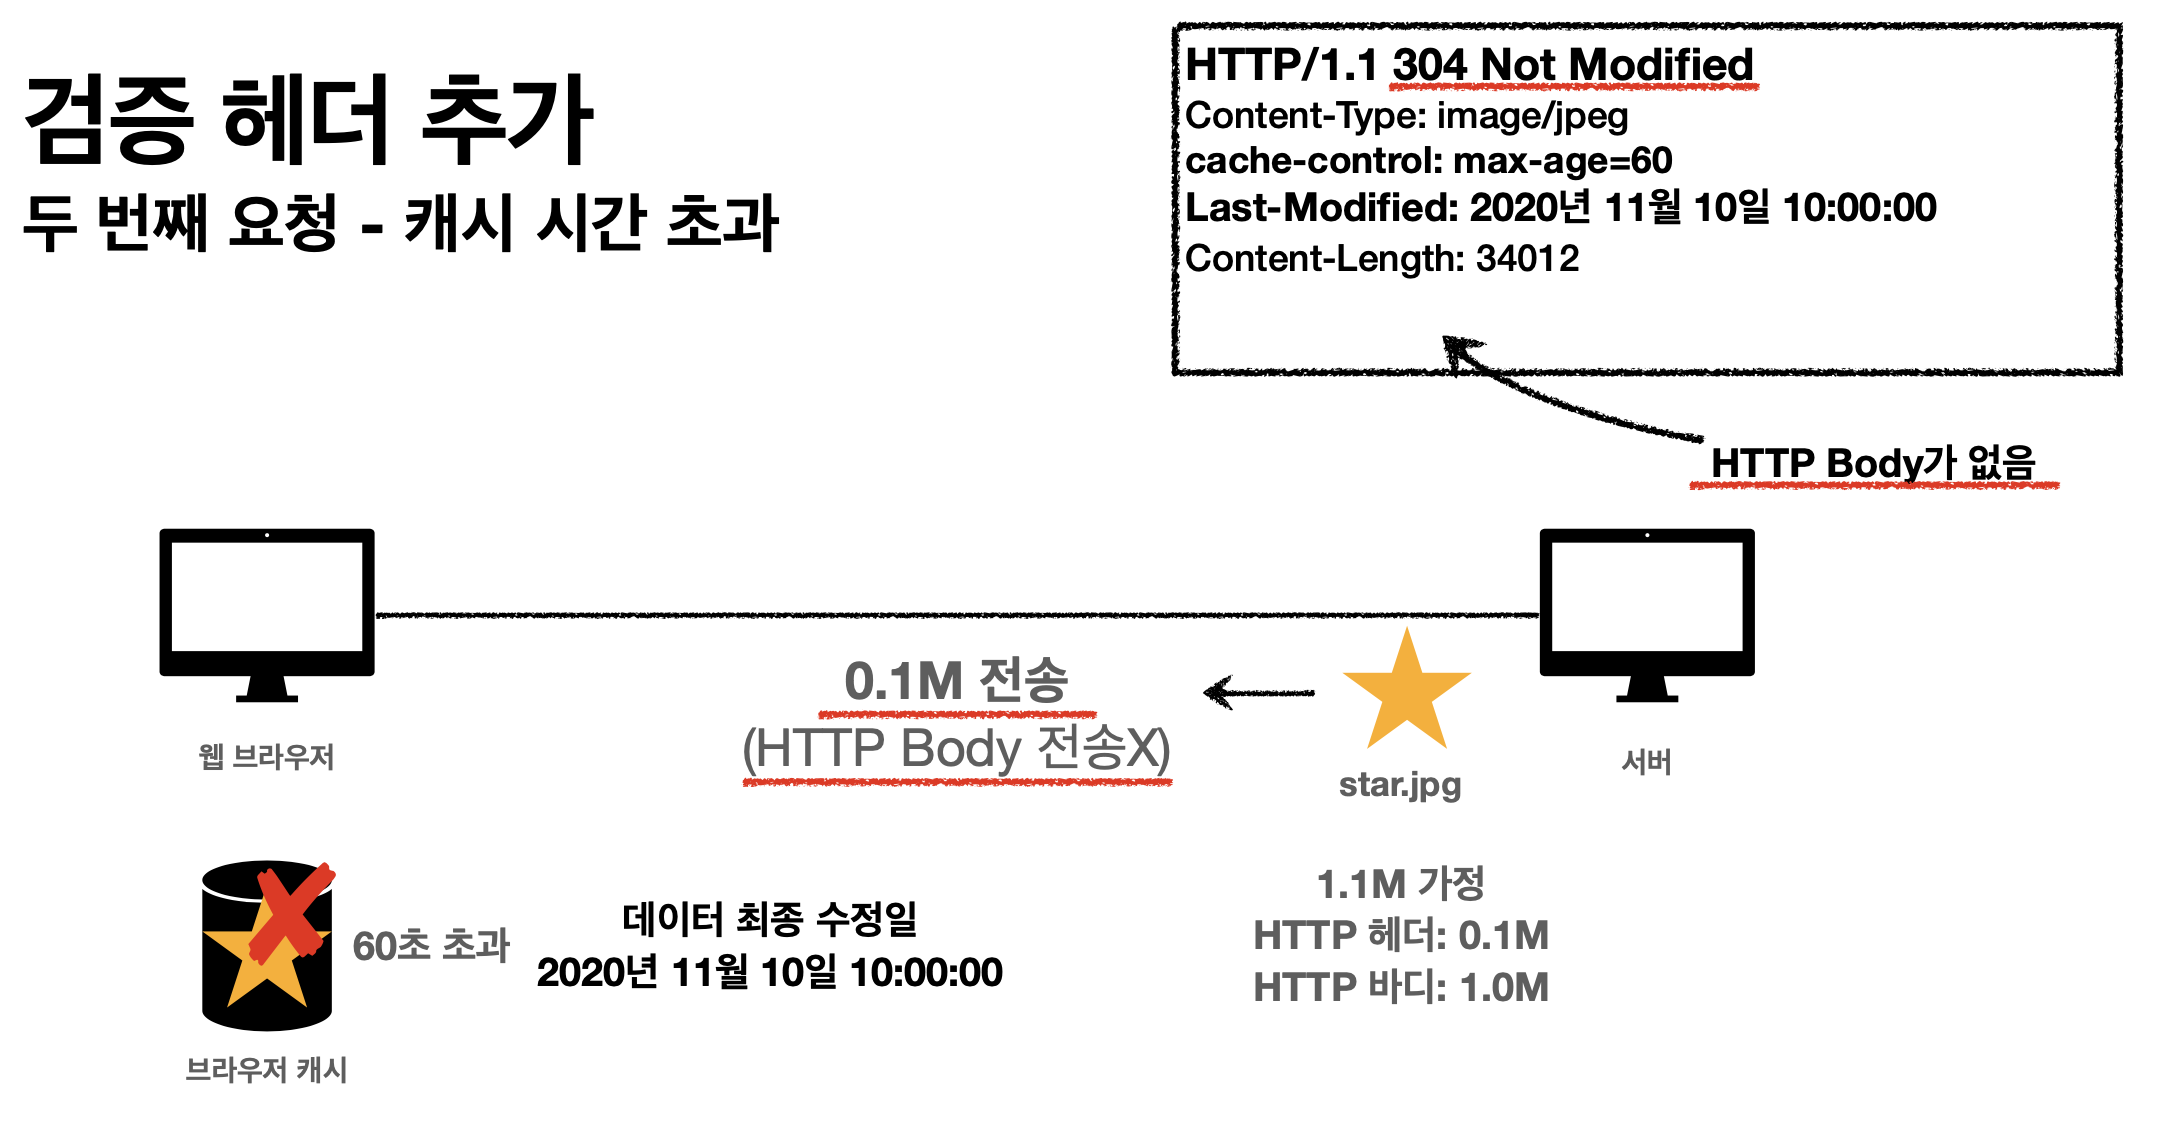 검증 헤더 추가
두 번째 요청 - 캐시 시간 초과
HTTP/1.1 304 Not Modified
Content-Type: image/jpeg
cache-control: max-age=60
Last-Modified: 2020년 11월 10일 10:00:00
Content-Length: 34012
HTTP Body가 없음
0.1M 전송
(HTTP Body 전송X)
웹 브라우저
star.jpg
서버
60초 초과
데이터 최종 수정일
2020년 11월 10일 10:00:00
1.1M 가정
HTTP 헤더: 0.1M
HTTP 바디: 1.0M
브라우저 캐시